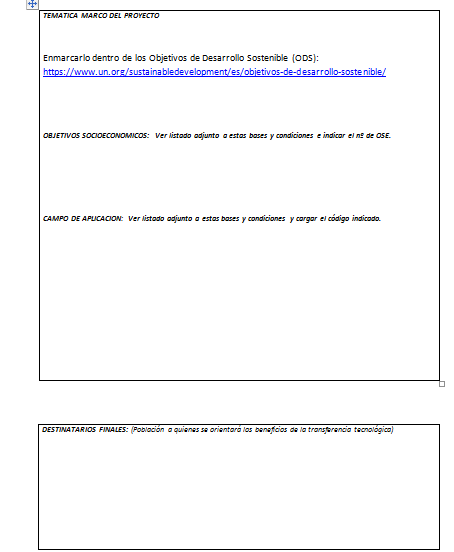 TEMATICA MARCO DEL PROYECTO
Enmarcarlo dentro de los Objetivos de Desarrollo Sostenible (ODS):
https://www.un.org/sustainabledevelopment/es/objetivos-de-desarrollo-sostenible/
OBJETIVOS SOCIOECONOMICOS: Ver listado adjunto a estas bases y condiciones e indicar el nº de OSE.
CAMPO DE APLICACION: Ver listado adjunto a estas bases y condiciones y cargar el código indicado.
DESTINATARIOS FINALES: (Población a quienes se orientará los beneficios de la transferencia tecnológica)